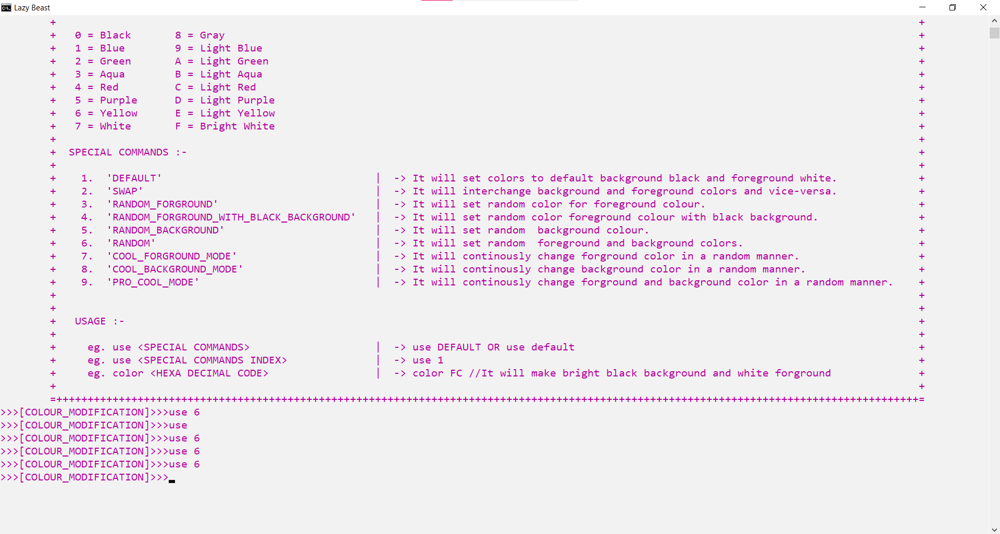 Lazy Beast
+ +
+ 0 = Black 8 = Gray +
+ 1 = Blue 9 = Light Blue +
+ 2 = Green A = Light Green +
+ 3 = Aqua B = Light Aqua +
+ 4 = Red C = Light Red +
+ 5 = Purple D = Light Purple +
+ 6 = Yellow E = Light Yellow +
+ 7 = White F = Bright White +
+ +
+ SPECIAL COMMANDS :- +
+ +
+ 1. 'DEFAULT' | -> It will set colors to default background black and foreground white. +
+ 2. 'SWAP' | -> It will interchange background and foreground colors and vice-versa. +
+ 3. 'RANDOM_FORGROUND' | -> It will set random color for foreground colour. +
+ 4. 'RANDOM_FORGROUND_WITH_BLACK_BACKGROUND' | -> It will set random color foreground colour with black background. +
+ 5. 'RANDOM_BACKGROUND' | -> It will set random  background colour. +
+ 6. 'RANDOM' | -> It will set random  foreground and background colors. +
+ 7. 'COOL_FORGROUND_MODE' | -> It will continously change forground color in a random manner. +
+ 8. 'COOL_BACKGROUND_MODE' | -> It will continously change background color in a random manner. +
+ 9. 'PRO_COOL_MODE' | -> It will continously change forground and background color in a random manner. +
+ +
+ +
+ USAGE :- +
+ +
+ eg. use <SPECIAL COMMANDS> | -> use DEFAULT OR use default +
+ eg. use <SPECIAL COMMANDS INDEX> | -> use 1 +
+ eg. color <HEXA DECIMAL CODE> | -> color FC //It will make bright black background and white forground +
+ +
=++++++++++++++++++++++++++++++++++++++++++++++++++++++++++++++++++++++++++++++++++++++++++++++++++++++++++++++++++++++++++++++++++++++++++=
>>>[COLOUR_MODIFICATION]>>>use 6
>>>[COLOUR_MODIFICATION]>>>use
>>>[COLOUR_MODIFICATION]>>>use 6
>>>[COLOUR_MODIFICATION]>>>use 6
>>>[COLOUR_MODIFICATION]>>>use 6
>>>[COLOUR_MODIFICATION]>>>